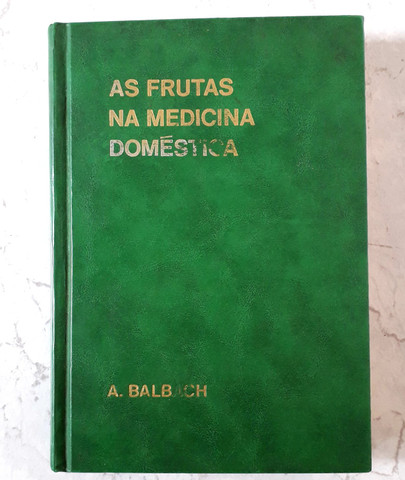 AS FRUTAS
NA MEDICINA
DOMÉSTICA
A. BALBACH